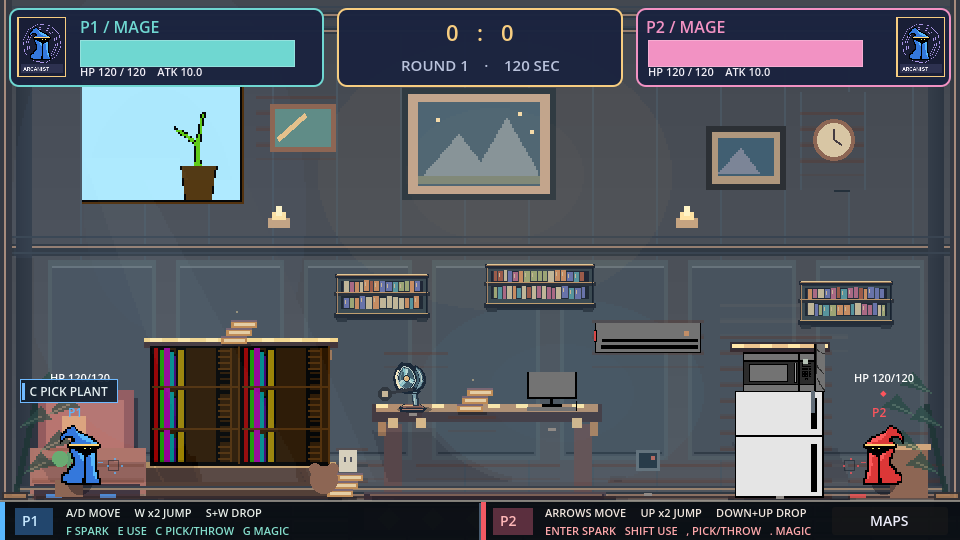 P1 / MAGE
ARCANIST
HP 120 / 120 ATK 10.0
0 : 0
ROUND 1 · 120 SEC
P2 / MAGE
HP 120 / 120 ATK 10.0
ARCANIST
HP 120/120
C PICK PLANT
P1
HP 120/120
P2
P1
A/D MOVE W x2 JUMP S+W DROP
F SPARK E USE C PICK/THROW G MAGIC
P2
ARROWS MOVE UP x2 JUMP DOWN+UP DROP
ENTER SPARK SHIFT USE , PICK/THROW . MAGIC
MAPS